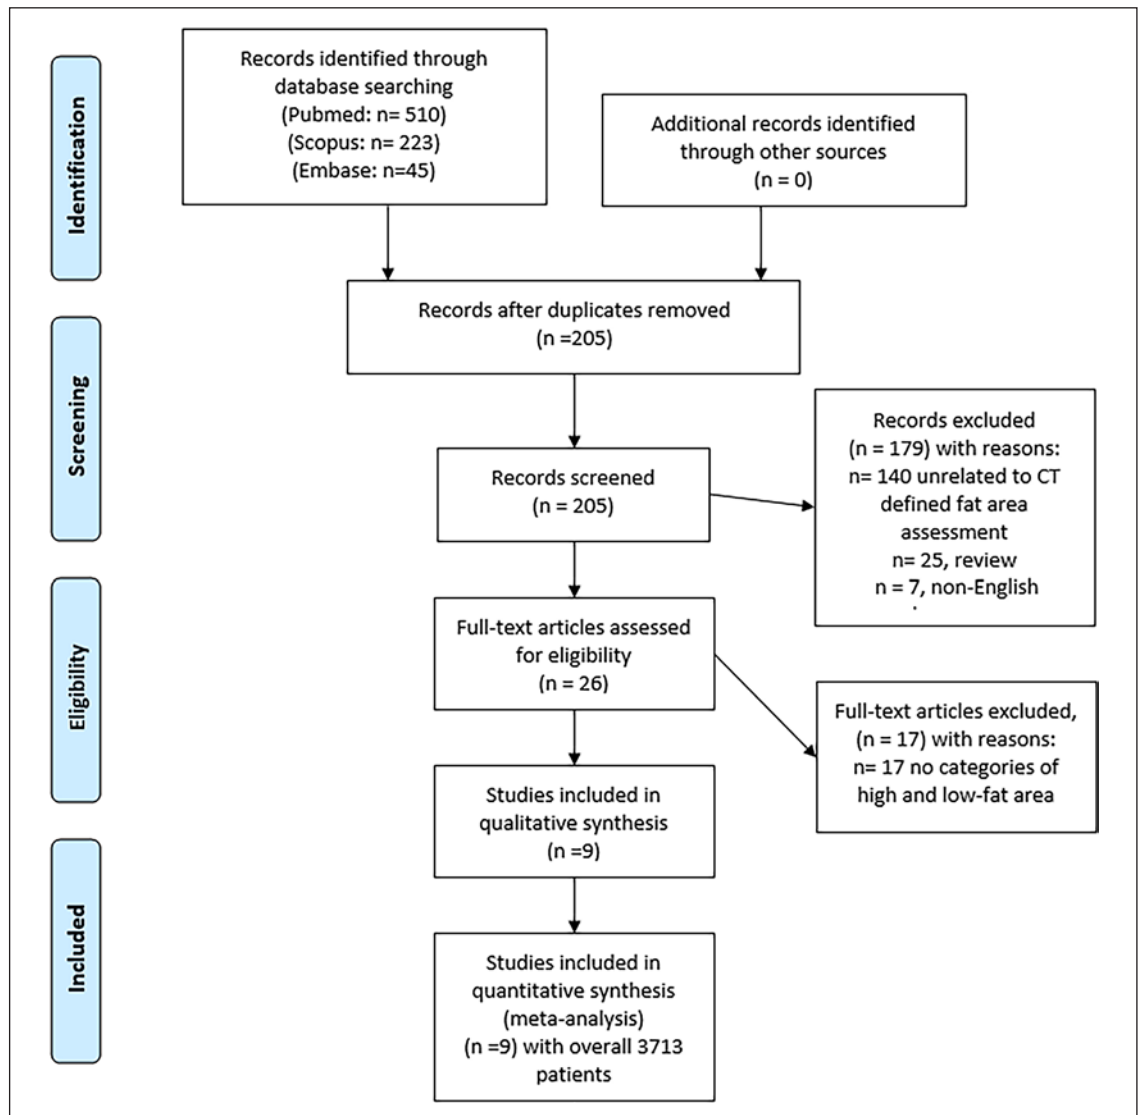 Identification
Records identified through
database searching
(Pubmed: n= 510)
(Scopus: n= 223)
(Embase: n=45)
Additional records identified
through other sources
(n = 0)
Records after duplicates removed
(n =205)
Screening
Records screened
(n = 205)
Records excluded
(n = 179) with reasons:
n= 140 unrelated to CT
defined fat area
assessment
n= 25, review
n = 7, non-English
Eligibility
Full-text articles assessed
for eligibility
(n = 26)
Full-text articles excluded,
(n = 17) with reasons:
n= 17 no categories of
high and low-fat area
Studies included in
qualitative synthesis
(n =9)
Included
Studies included in
quantitative synthesis
(meta-analysis)
(n =9) with overall 3713
patients